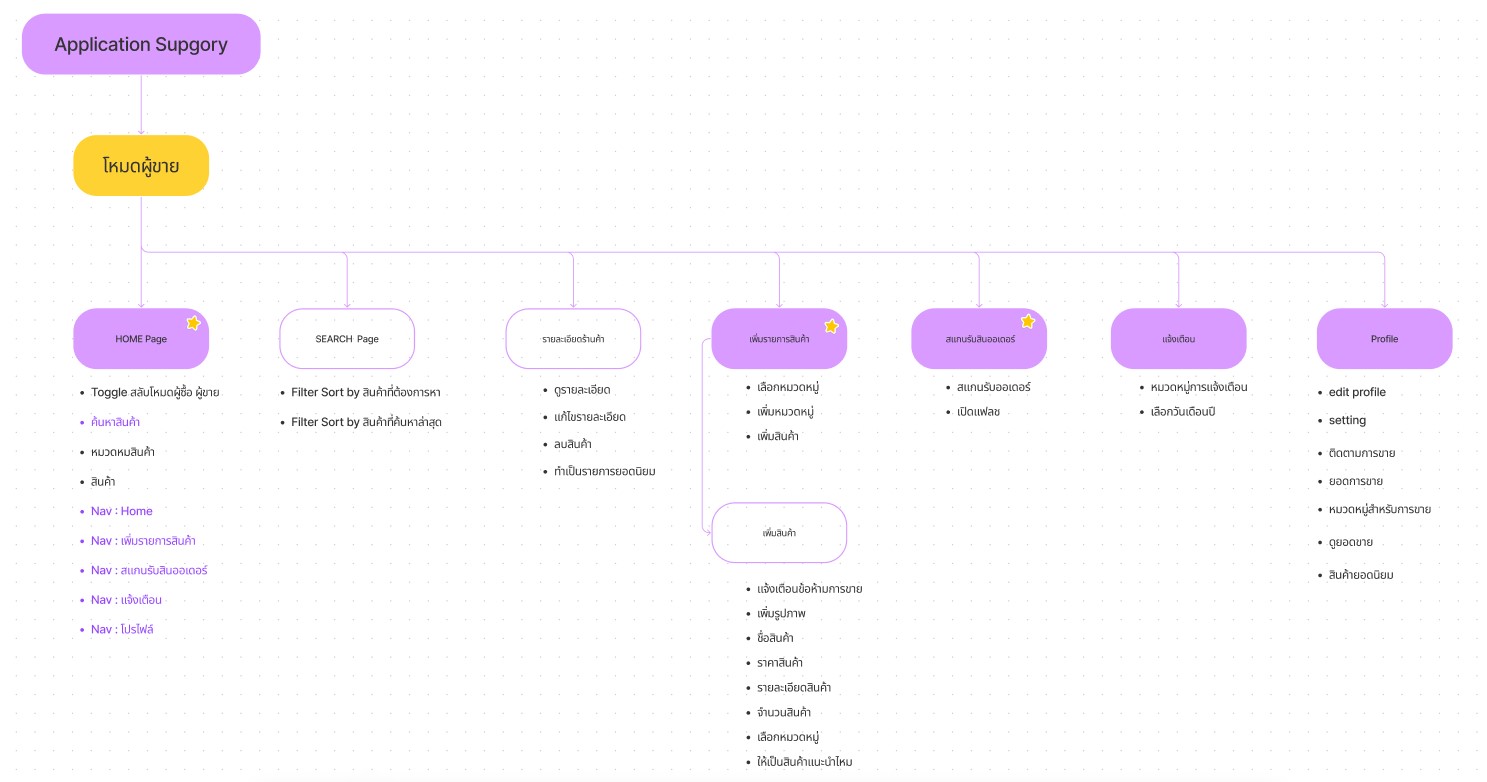 Application Supgory
โหมดผู้ขาย
HOME Page
• Toggle สลับโหมดผู้ซื้อ ผู้ขาย
• ค้นหาสินค้า
• หมวดหมสินค้า
• สินค้า
• Nav : Home
• Nav : เพิ่มรายการสินค้า
• Nav : สแกนรับสินออเดอร์
• Nav : แจ้งเตือน
• Nav : โปรไฟล์
SEARCH Page
• Filter Sort by สินค้าที่ต้องการหา
• Filter Sort by สินค้าที่ค้นหาล่าสุด
รายละเอียดร้านค้า
• ดูรายละเอียด
• แก้ไขรายละเอียด
• ลบสินค้า
• ทำเป็นรายการยอดนิยม
เพิ่มรายการสินค้า
• เลือกหมวดหมู่
• เพิ่มหมวดหมู่
• เพิ่มสินค้า
เพิ่มสินค้า
• แจ้งเตือนข้อห้ามการขาย
• เพิ่มรูปภาพ
• ชื่อสินค้า
• ราคาสินค้า
• รายละเอียดสินค้า
• จำนวนสินค้า
• เลือกหมวดหมู่
• ให้เป็นสินค้าแนะนำไหม
สแกนรับสินออเดอร์
• สแกนรับออเดอร์
• เปิดแฟลช
แจ้งเตือน
• หมวดหมู่การแจ้งเตือน
• เลือกวันเดือนปี
Profile
• edit profile
• setting
• ติดตามการขาย
• ยอดการขาย
• หมวดหมู่สำหรับการขาย
• ดูยอดขาย
• สินค้ายอดนิยม